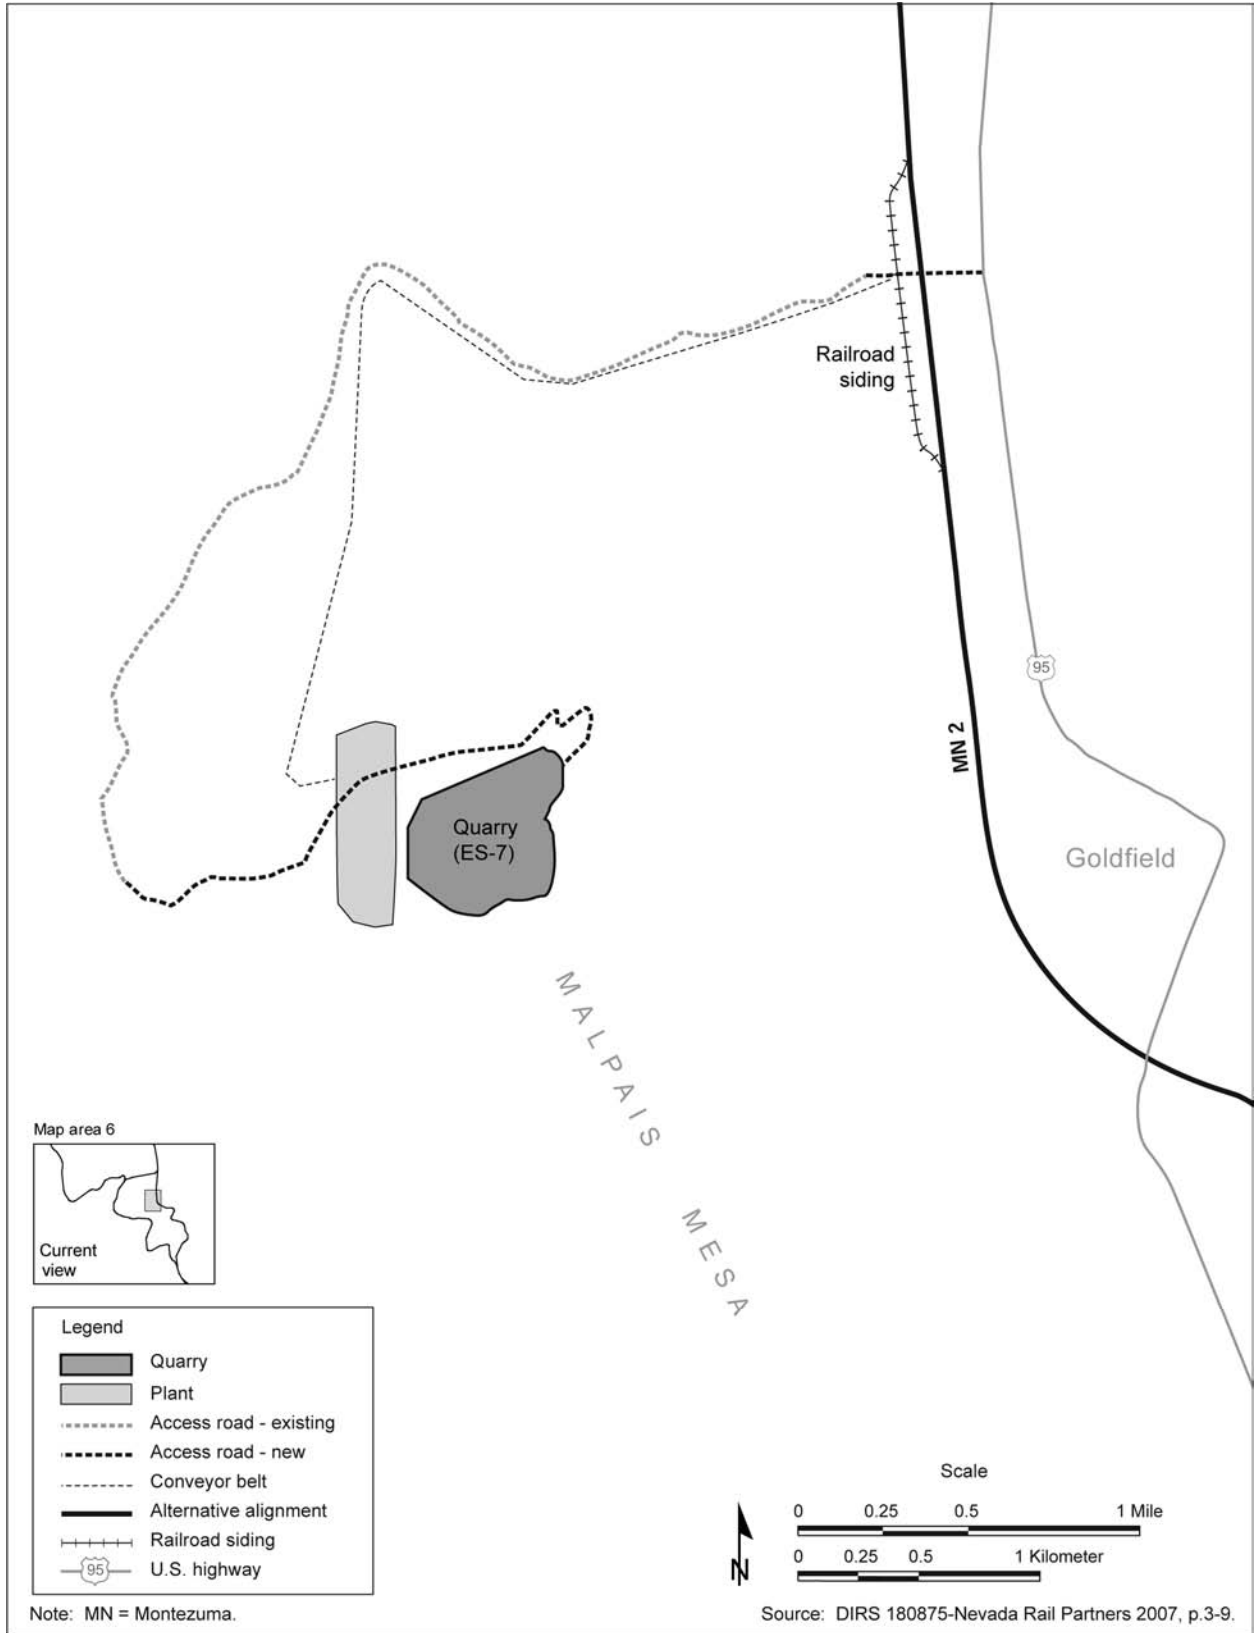 Railroad
siding
95
MN 2
Quarry
(ES-7)
Goldfield
MALPAIS MESA
Map area 6
Current
view
Legend
Quarry
Plant
Access road - existing
Access road - new
Conveyor belt
Alternative alignment
Railroad siding
95 U.S. highway
Scale
0 0.25 0.5 1 Mile
0 0.25 0.5 1 Kilometer
N
Note: MN = Montezuma.
Source: DIRS 180875-Nevada Rail Partners 2007, p.3-9.